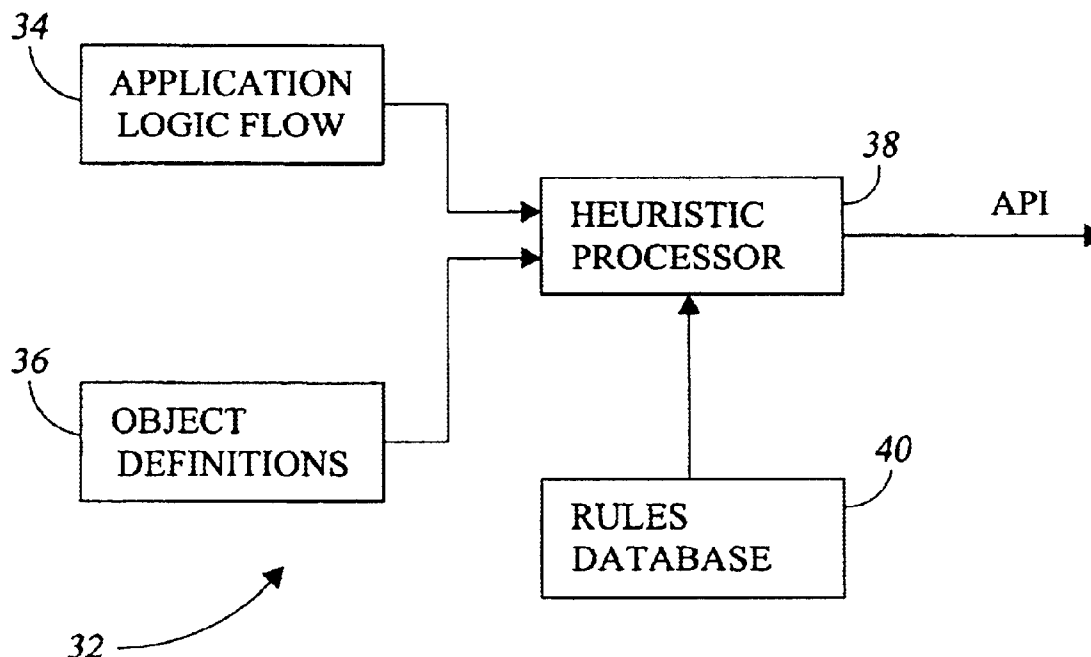 34
APPLICATION
LOGIC FLOW
38
HEURISTIC
PROCESSOR
API
36
OBJECT
DEFINITIONS
40
RULES
DATABASE
32